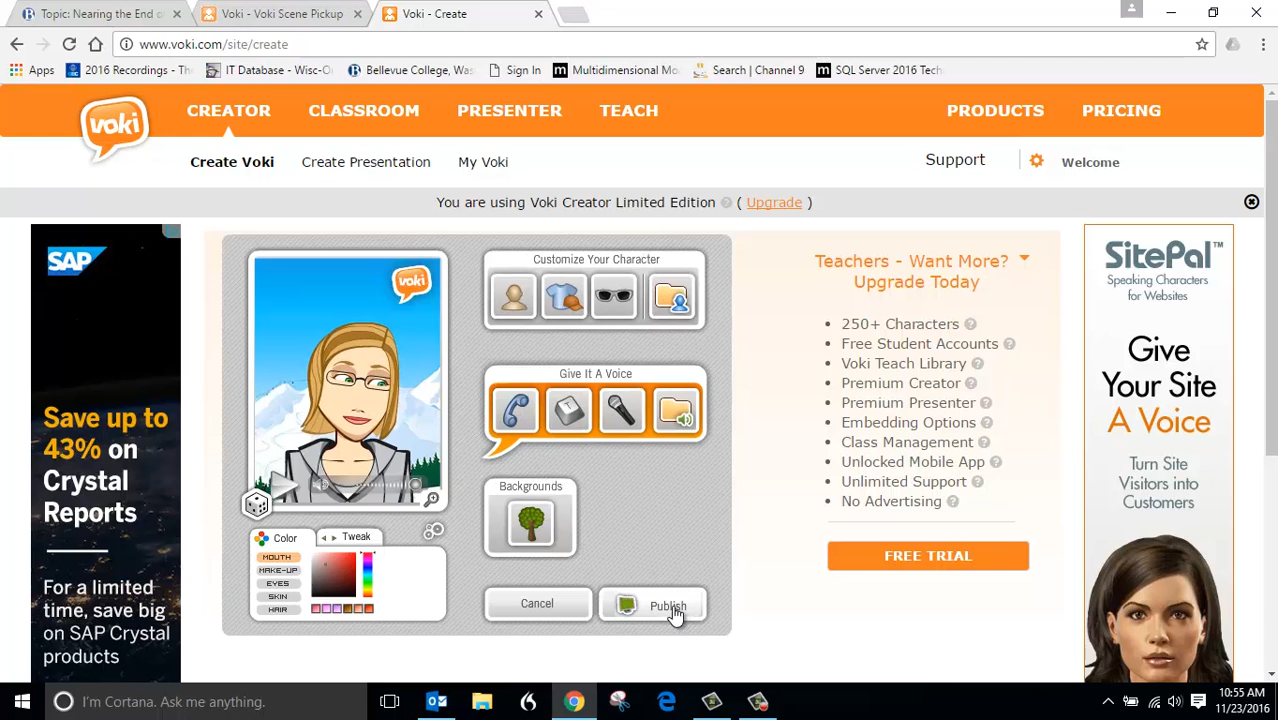 Topic: Nearing the End of
Voki - Voki Scene Pickup
Voki - Create
www.voki.com/site/create
Apps
2016 Recordings - The
IT Database - Wisc-On
Bellevue College, Was
Sign In
Multidimensional Mo
Search | Channel 9
SQL Server 2016 Tech
voki
CREATOR
CLASSROOM
PRESENTER
TEACH
PRODUCTS
PRICING
Create Voki
Create Presentation
My Voki
Support
Welcome
You are using Voki Creator Limited Edition ? ( Upgrade )
SAP
Save up to
43% on
Crystal
Reports
For a limited
time, save big
on SAP Crystal
products
voki
Color
Tweak
MOUTH
MAKE-UP
EYES
SKIN
HAIR
Customize Your Character
Give It A Voice
Backgrounds
Cancel
Publish
Teachers - Want More?
Upgrade Today
250+ Characters ?
Free Student Accounts ?
Voki Teach Library ?
Premium Creator ?
Premium Presenter ?
Embedding Options ?
Class Management ?
Unlocked Mobile App ?
Unlimited Support ?
No Advertising ?
FREE TRIAL
SitePal™
Speaking Characters
for Websites
Give
Your Site
A Voice
Turn Site
Visitors into
Customers
I'm Cortana. Ask me anything.
10:55 AM
11/23/2016